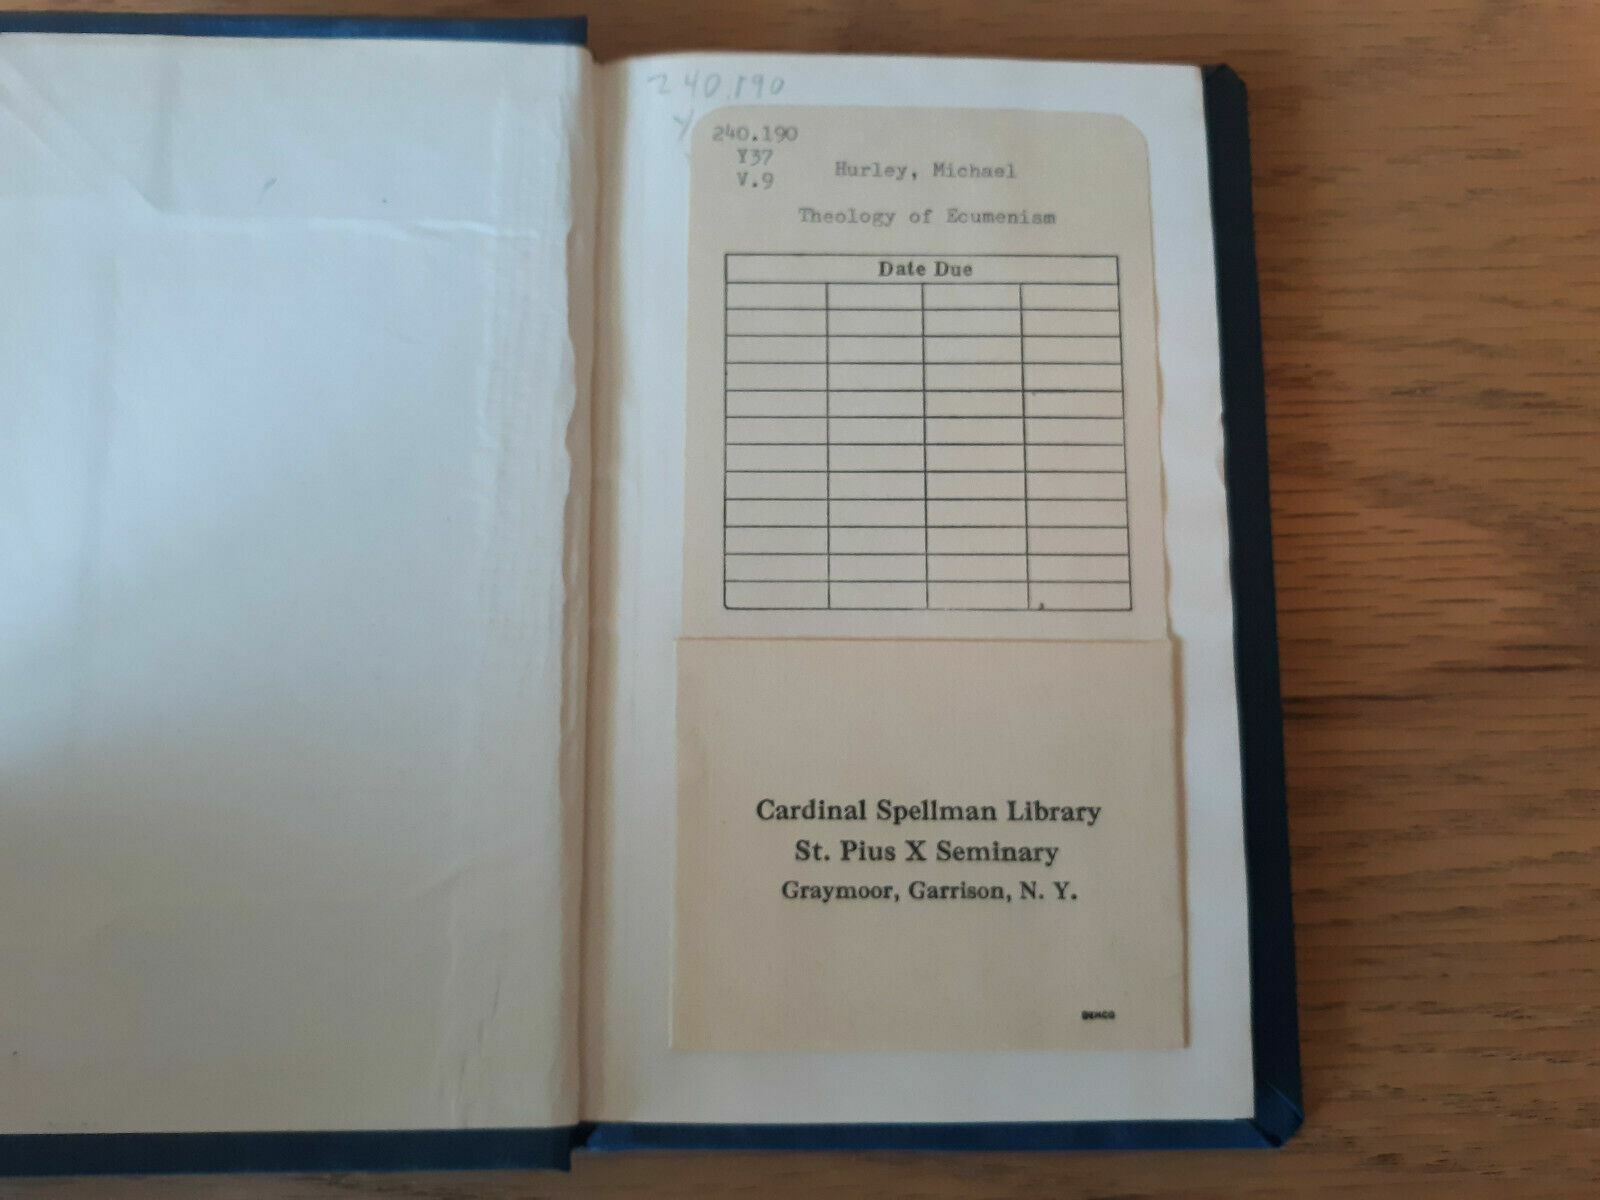 240.190
Y
240.190
Y37
V.9
Hurley, Michael
Theology of Ecumenism
Date Due
Cardinal Spellman Library
St. Pius X Seminary
Graymoor, Garrison, N. Y.
DEMCO